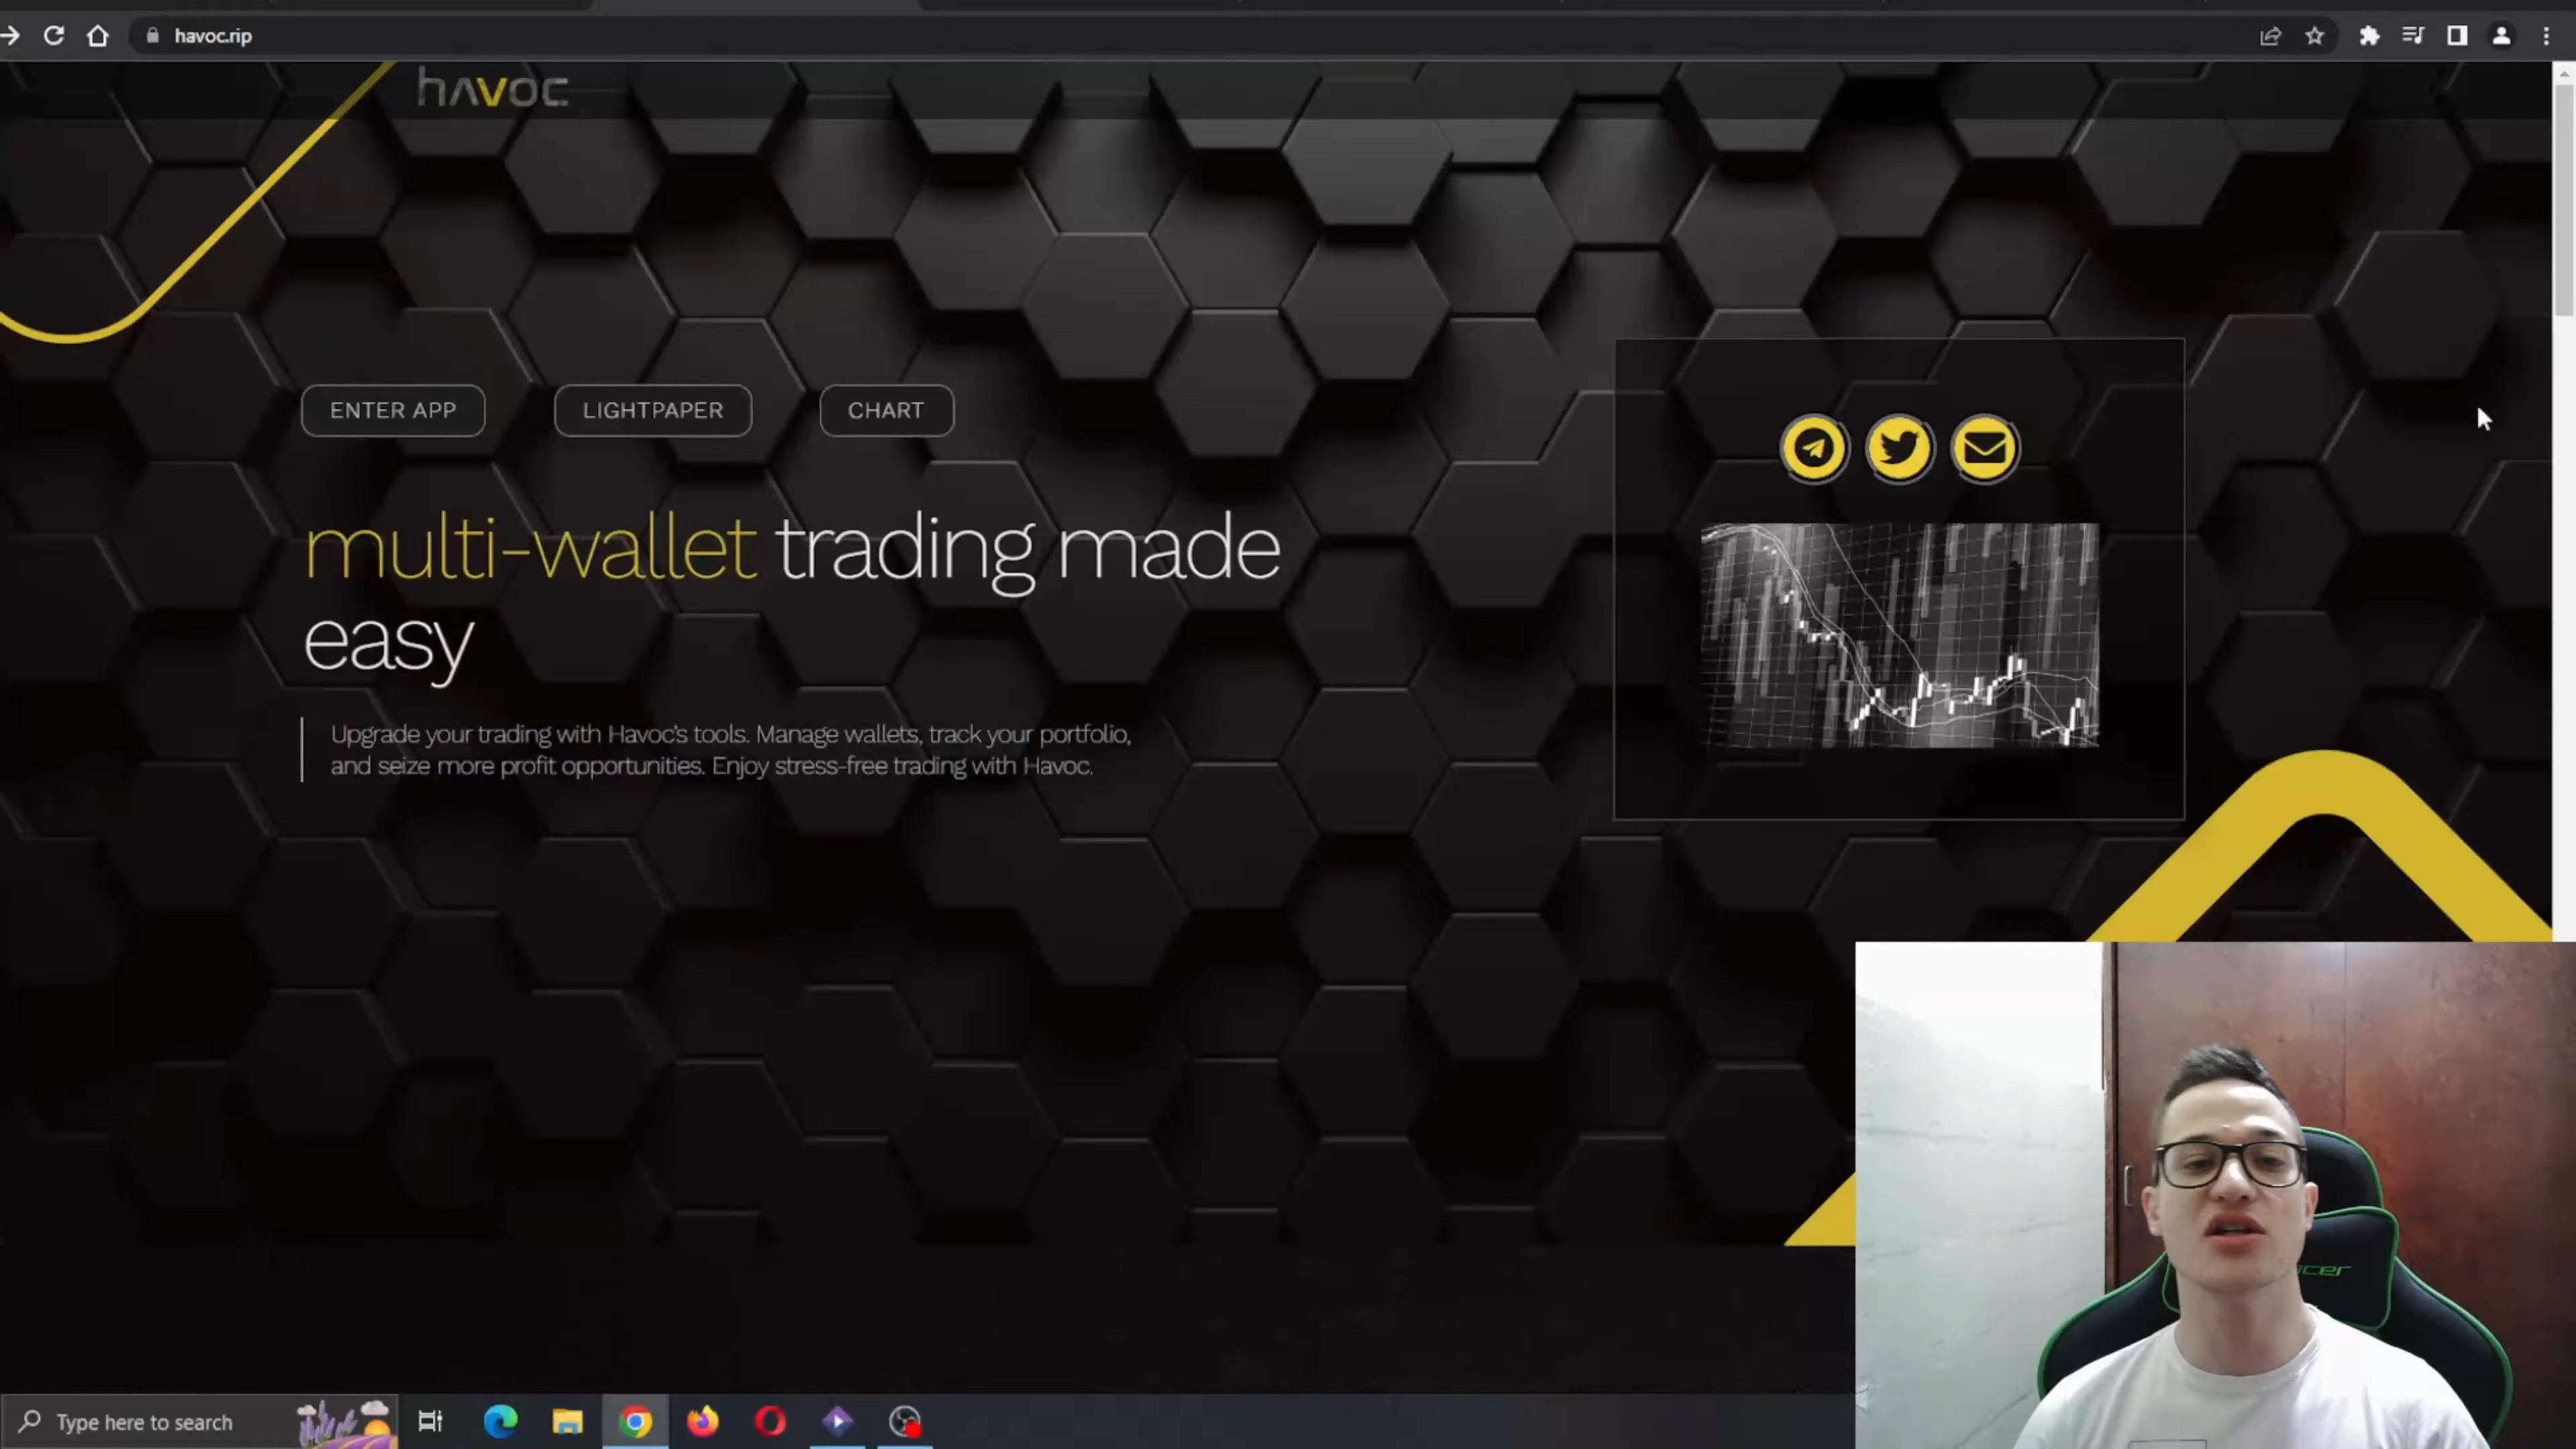 havoc.rip
havoc
ENTER APP
LIGHTPAPER
CHART
multi-wallet trading made
easy
Upgrade your trading with Havoc's tools. Manage wallets, track your portfolio,
and seize more profit opportunities. Enjoy stress-free trading with Havoc.
Type here to search